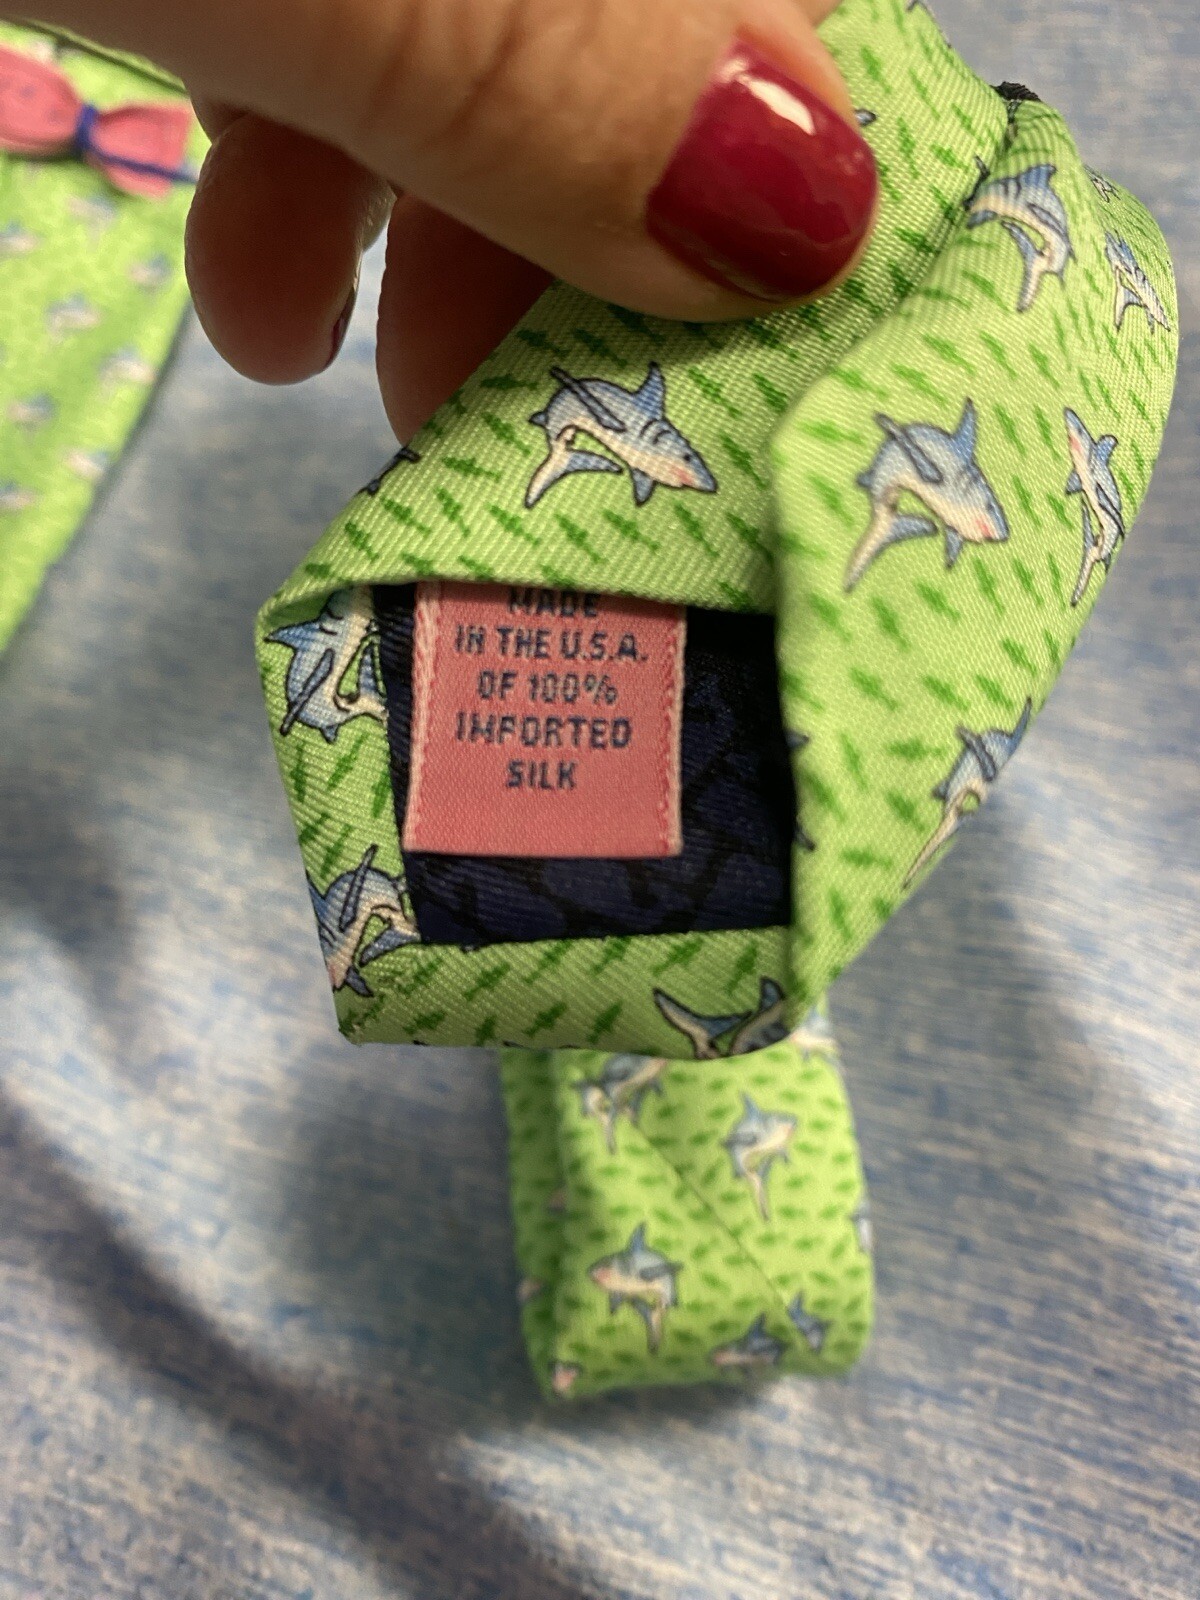 MADE
IN THE U.S.A.
OF 100%
IMPORTED
SILK